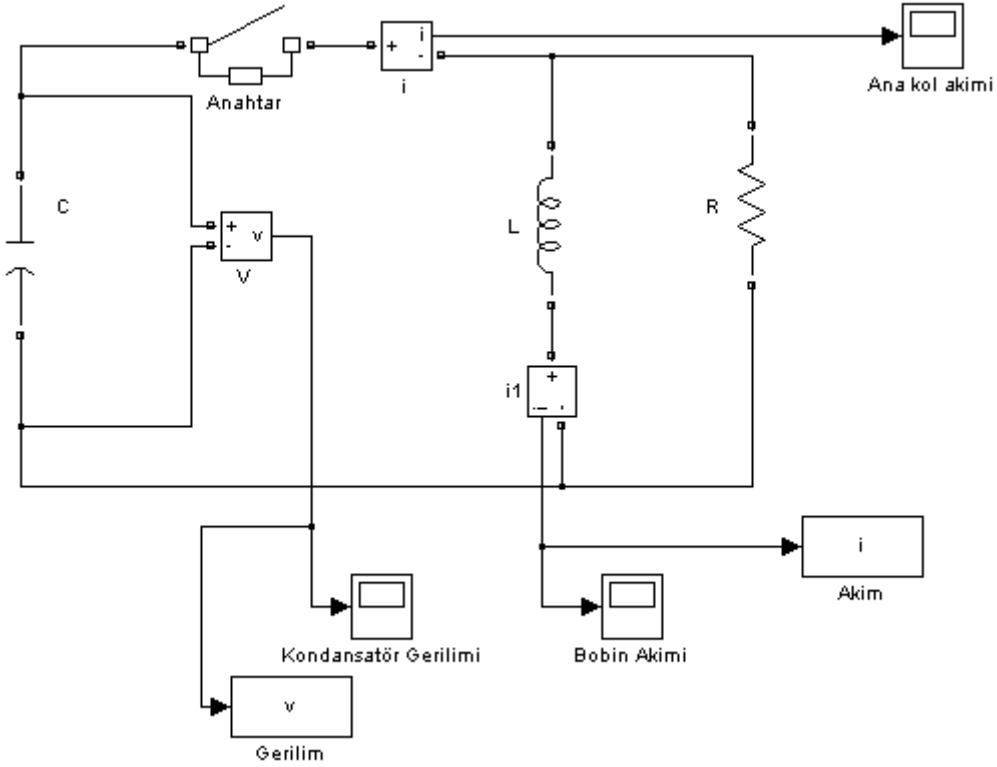 Anahtar
+
i
-
i
Ana kol akimi
C
+
-
v
V
L
R
i1
+
i
-
i
Akim
Kondansatör Gerilimi
Bobin Akimi
v
Gerilim